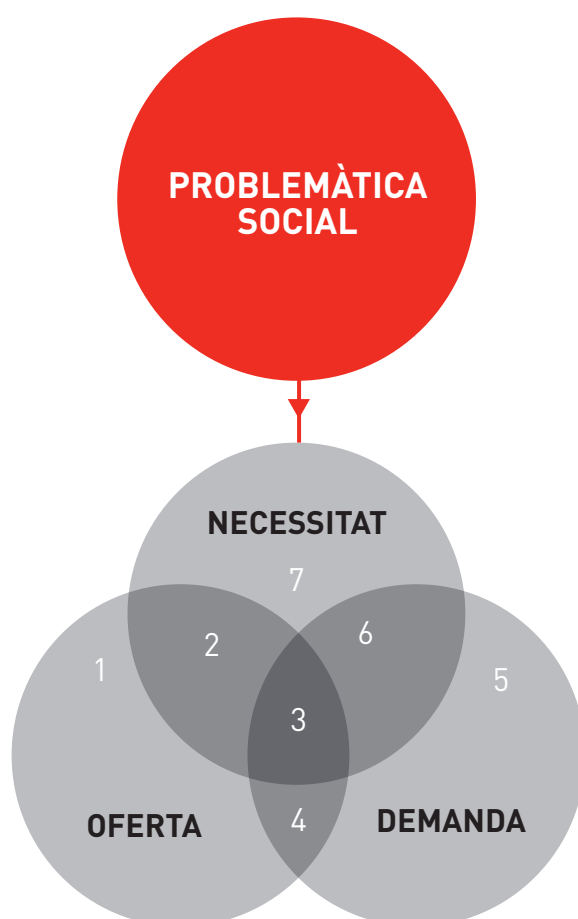 PROBLEMÀTICA
SOCIAL
NECESSITAT
7
2
6
1
5
3
OFERTA
4
DEMANDA